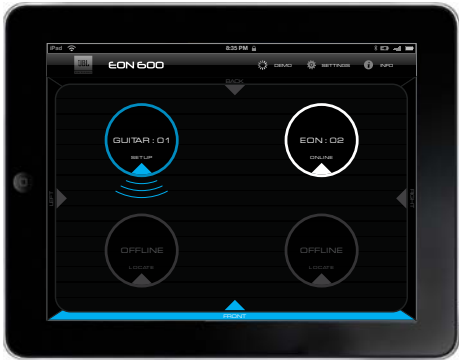 iPad 8:35 PM
JBL EON 600 DEMO SETTINGS INFO
BACK
GUITAR : 01 EON : 02
SETUP ONLINE
LEFT RIGHT
OFFLINE OFFLINE
LOCATE LOCATE
FRONT